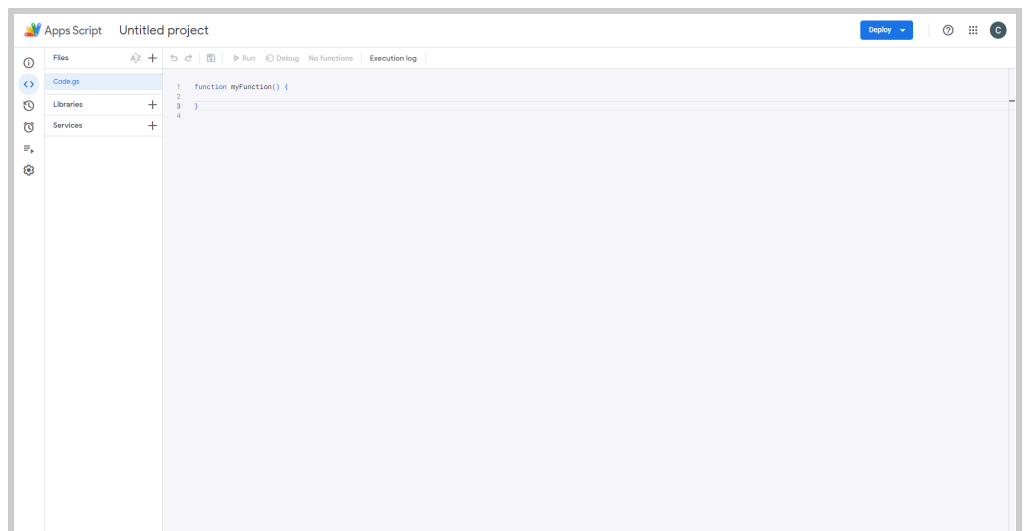 Apps Script Untitled project Deploy C
Files AZ Run Debug No functions Execution log
Code.gs
Libraries
Services
1 function myFunction() {
2
3 }
4